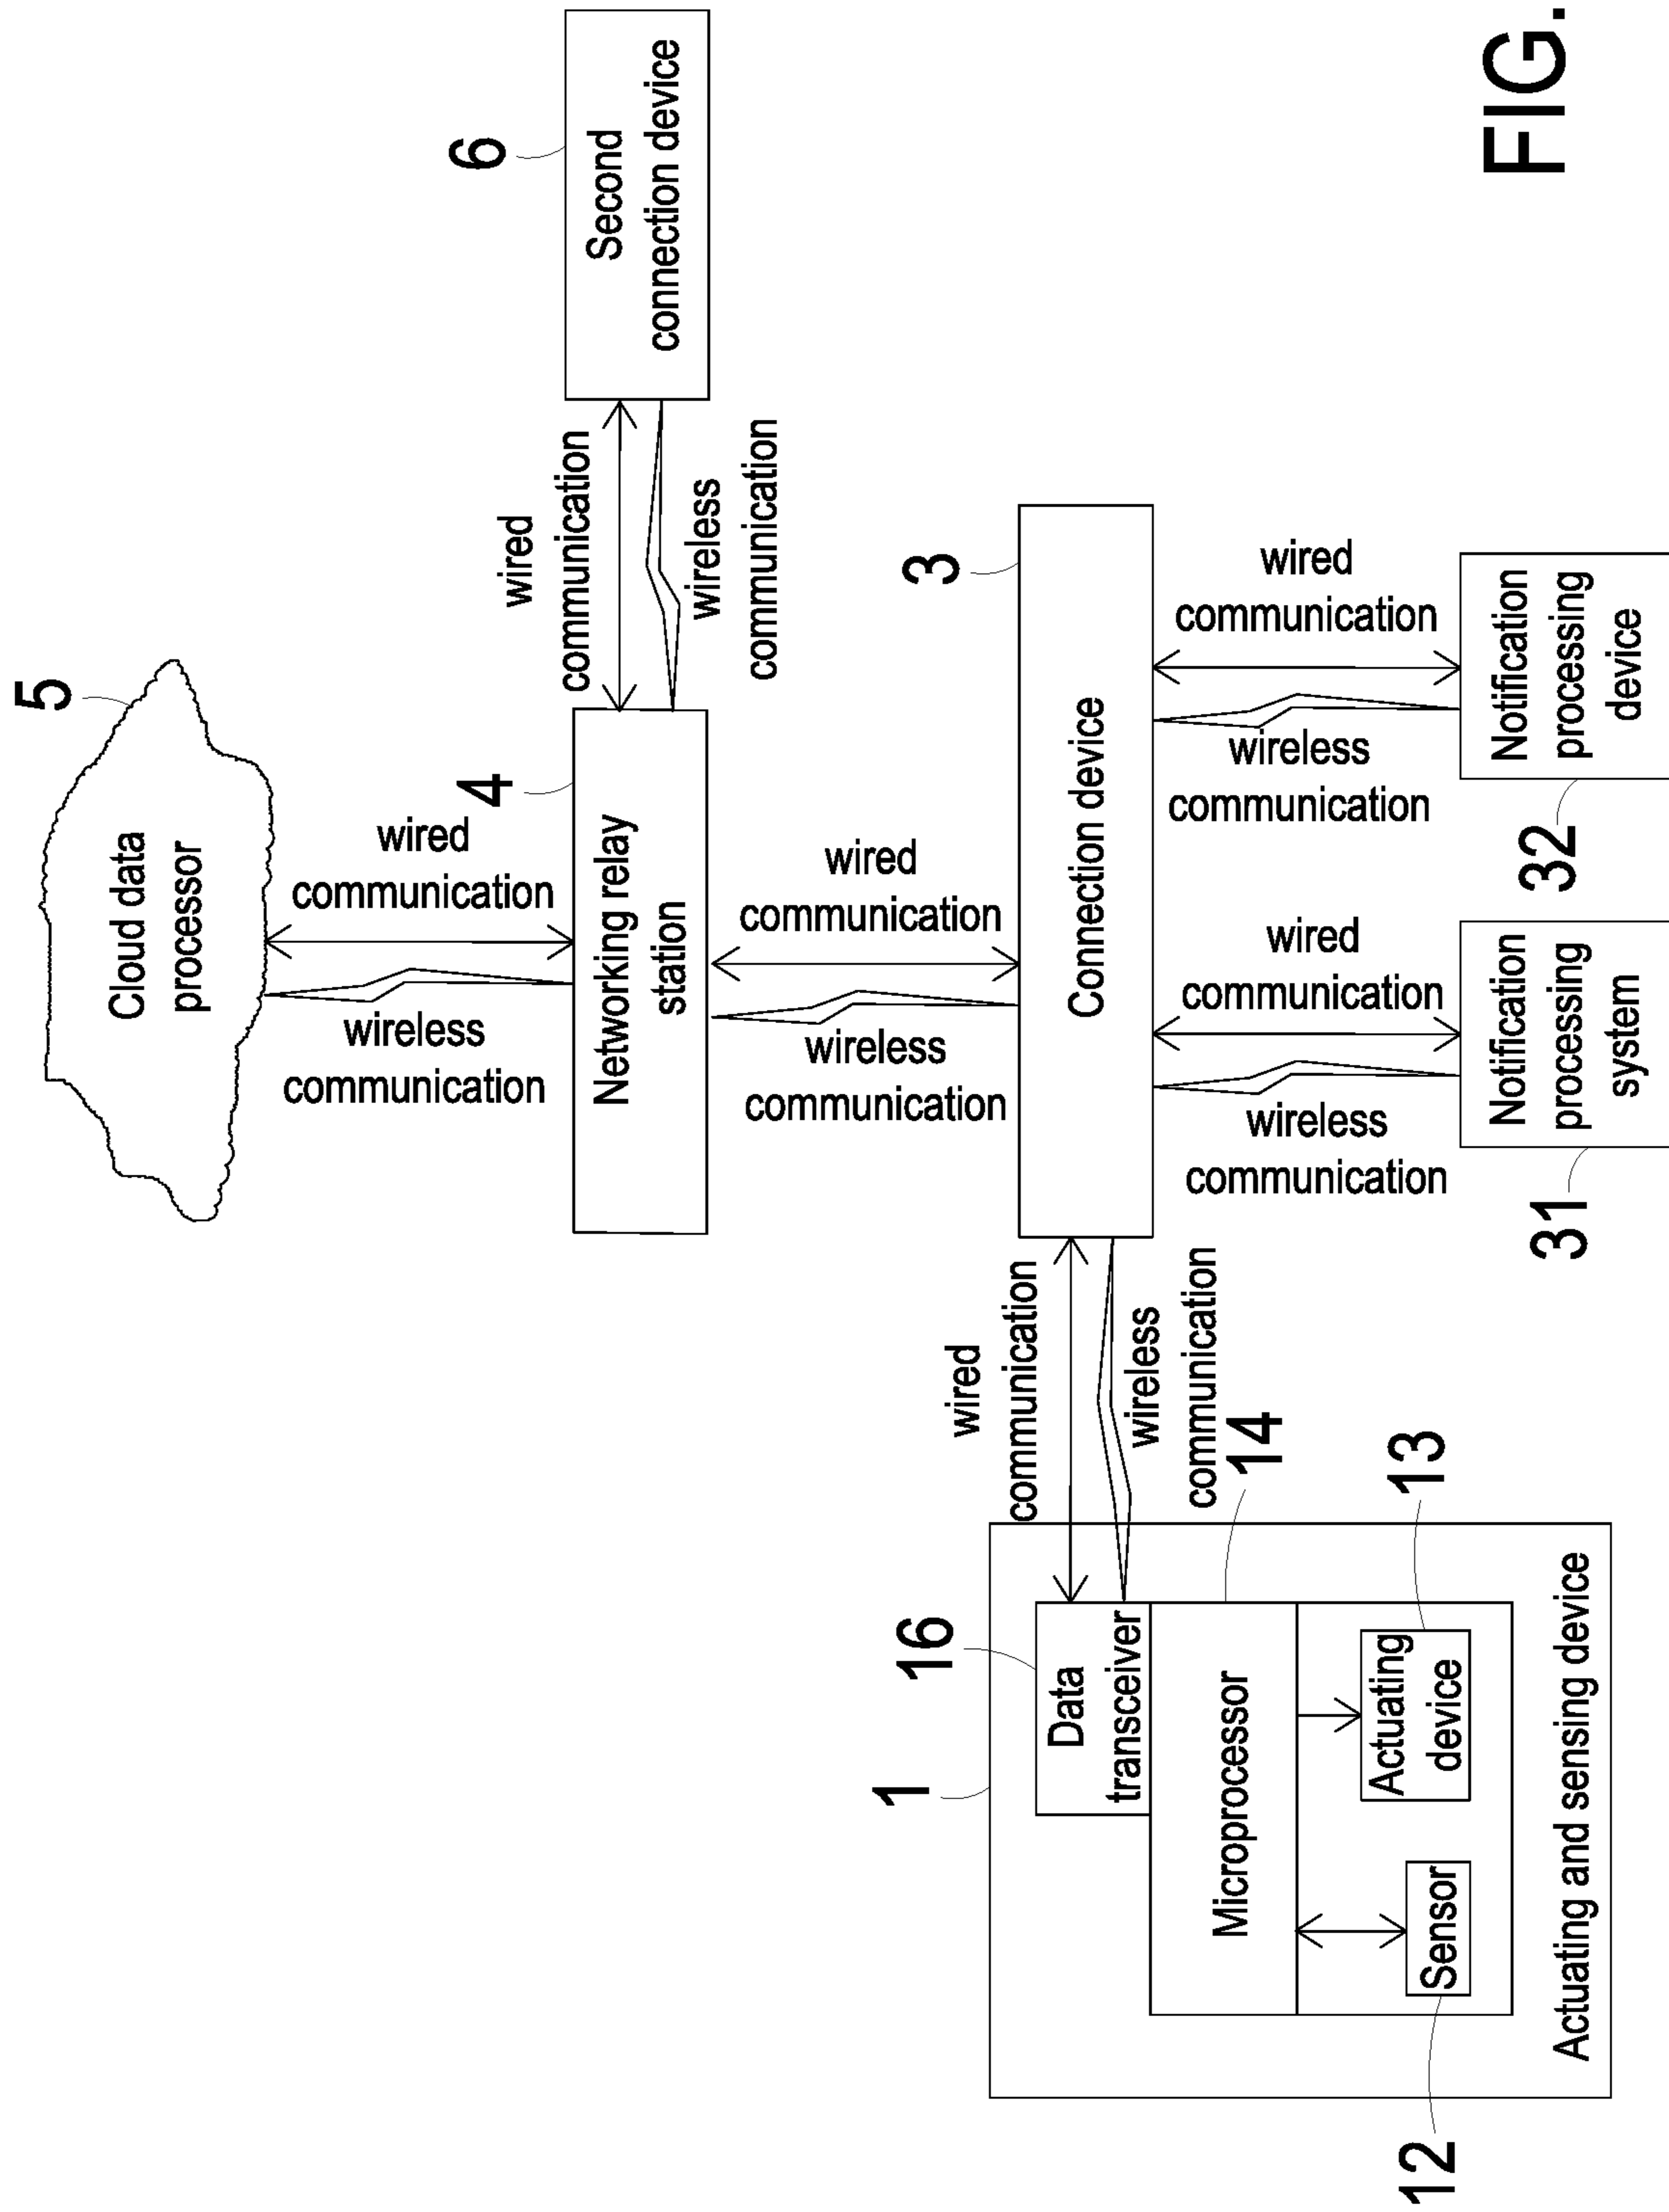 5
Cloud data
processor
wired
communication
wireless
communication
4
Networking relay
station
wired
communication
wireless
communication
6
Second
connection device
wired
communication
wireless
communication
3
Connection device
wired
communication
wireless
communication
1
16
Data
transceiver
14
Microprocessor
13
Actuating
device
12
Sensor
Actuating and sensing device
wired
communication
wireless
communication
31
Notification
processing
system
wired
communication
wireless
communication
32
Notification
processing
device
FIG.